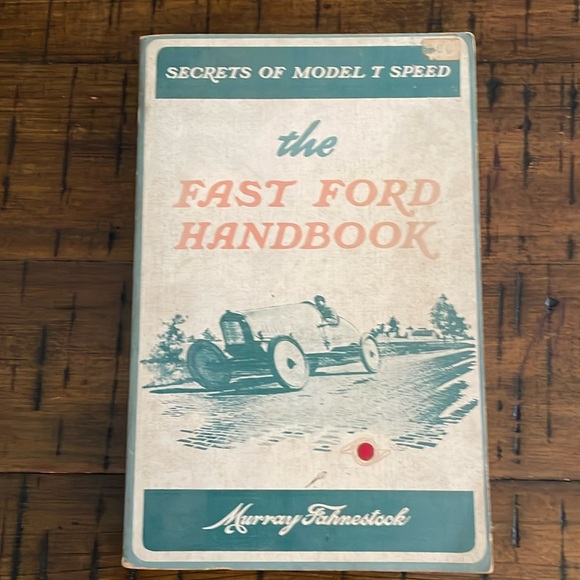 SECRETS OF MODEL T SPEED
the
FAST FORD
HANDBOOK
Murray Fahnestock